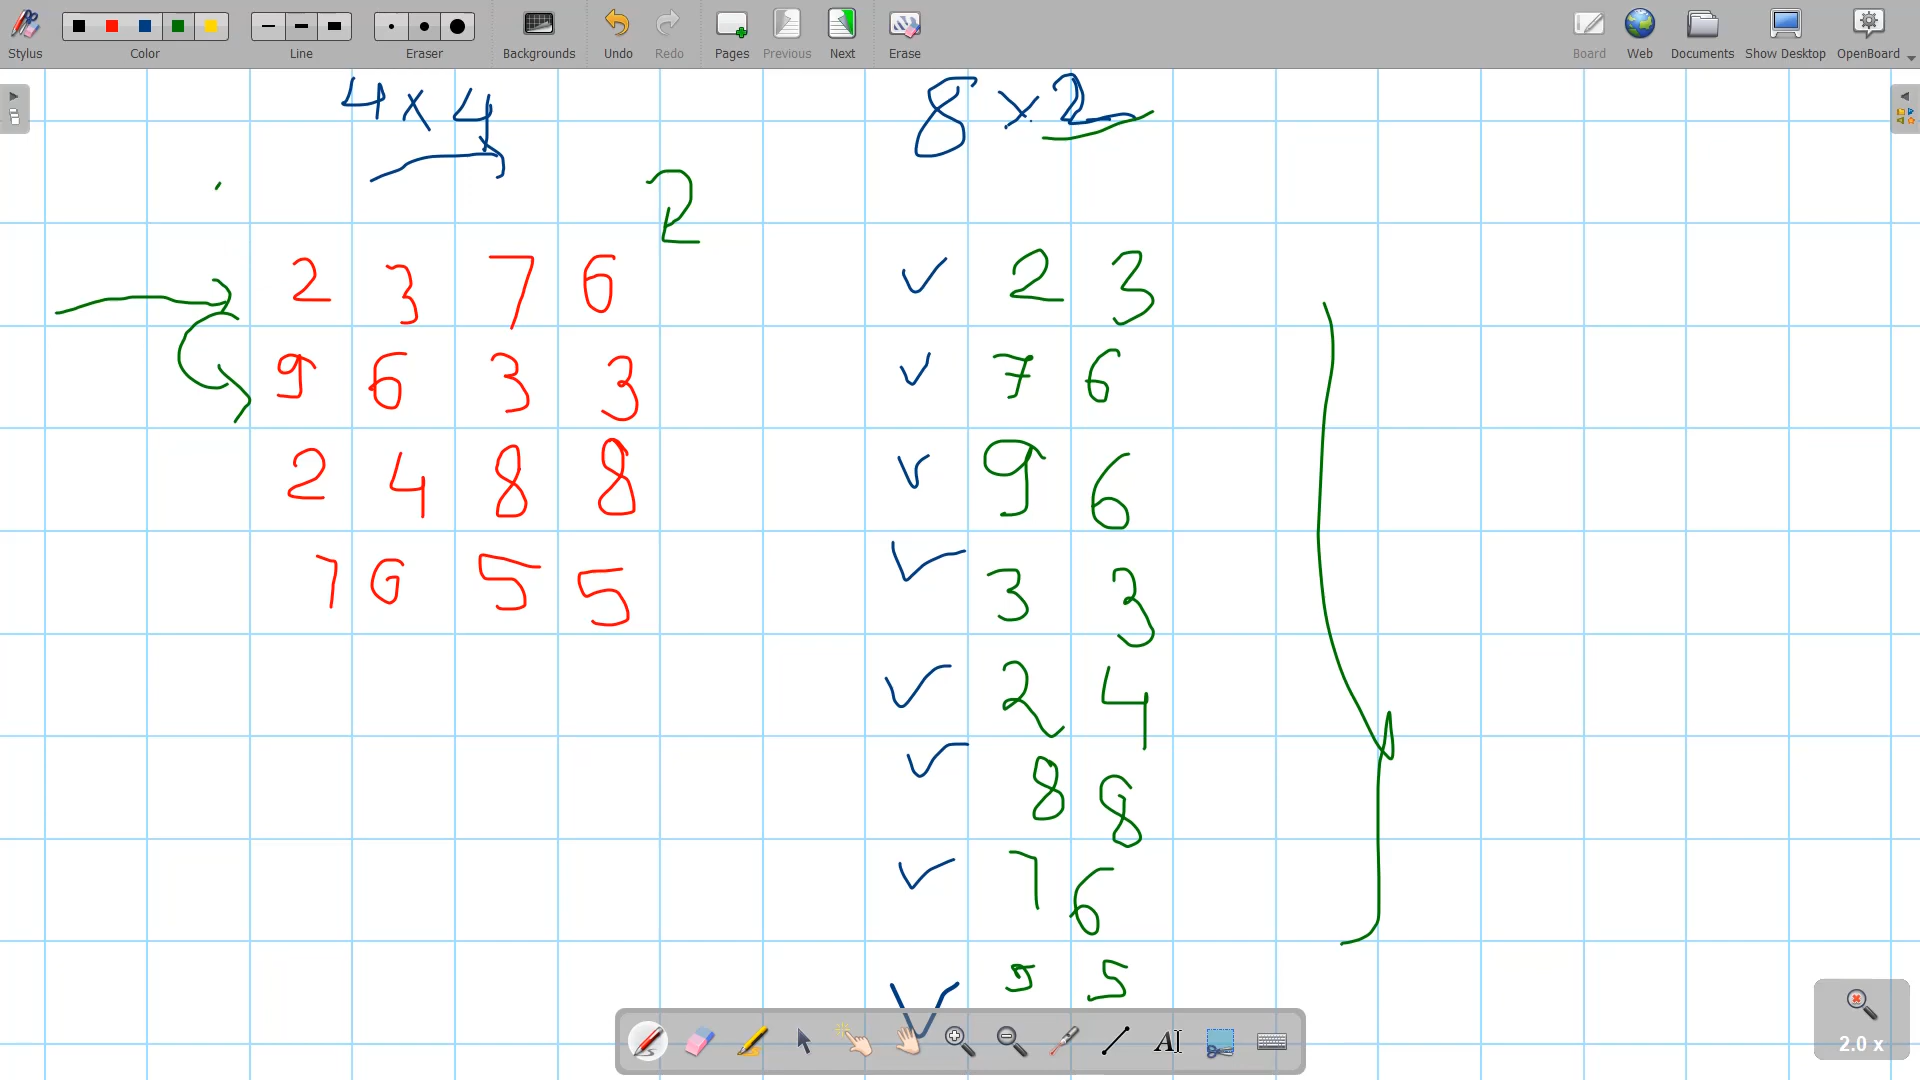 Stylus
Color
Line
Eraser
Backgrounds
Undo
Redo
Pages
Previous
Next
Erase
Board
Web
Documents
Show Desktop
OpenBoard
4 x 4
2
2 3 7 6
9 6 3 3
2 4 8 8
7 6 5 5
8 x 2
2 3
7 6
9 6
3 3
2 4
8 8
7 6
5 5
2.0 x